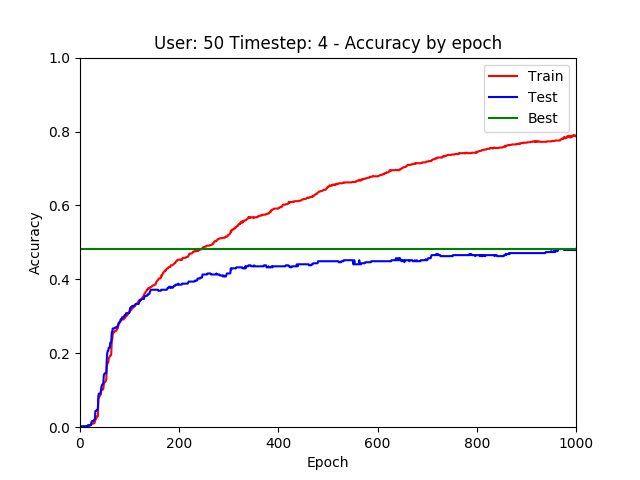 User: 50 Timestep: 4 - Accuracy by epoch
1.0
0.8
0.6
0.4
0.2
0.0
Accuracy
Train
Test
Best
0 200 400 600 800 1000
Epoch